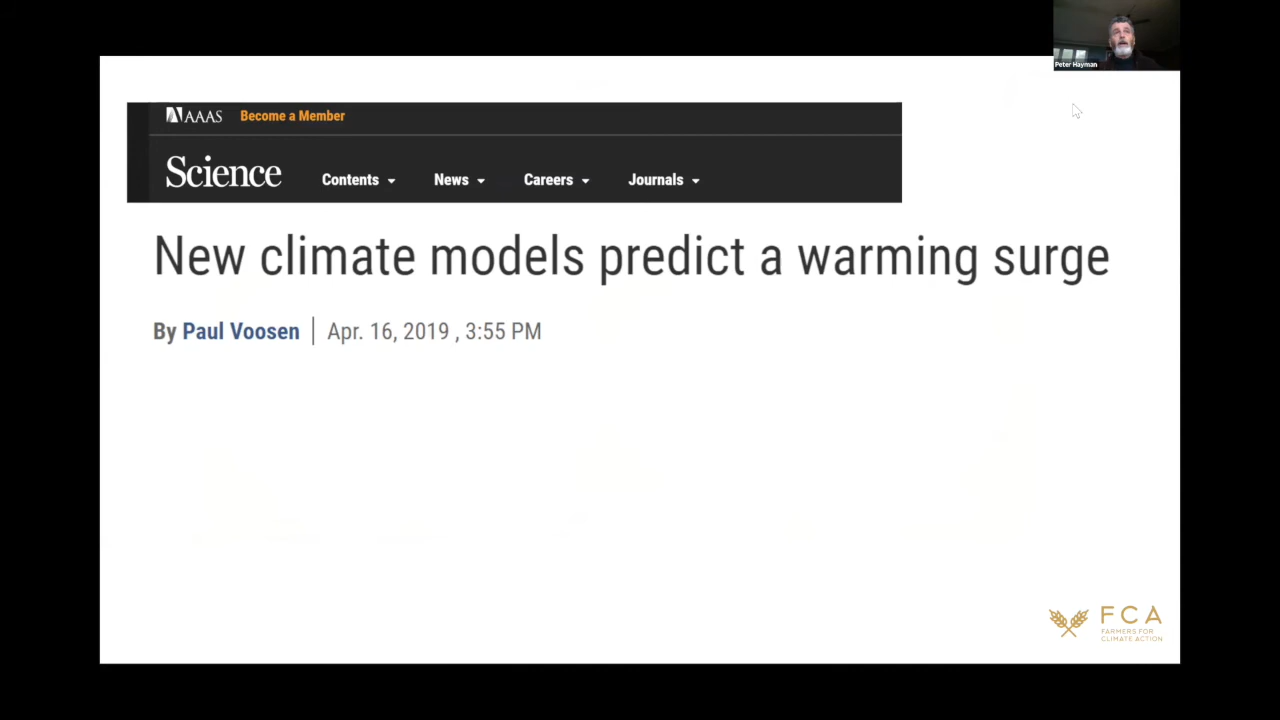 Peter Hayman
AAAS Become a Member
Science Contents News Careers Journals
New climate models predict a warming surge
By Paul Voosen | Apr. 16, 2019 , 3:55 PM
FCA
FARMERS FOR
CLIMATE ACTION